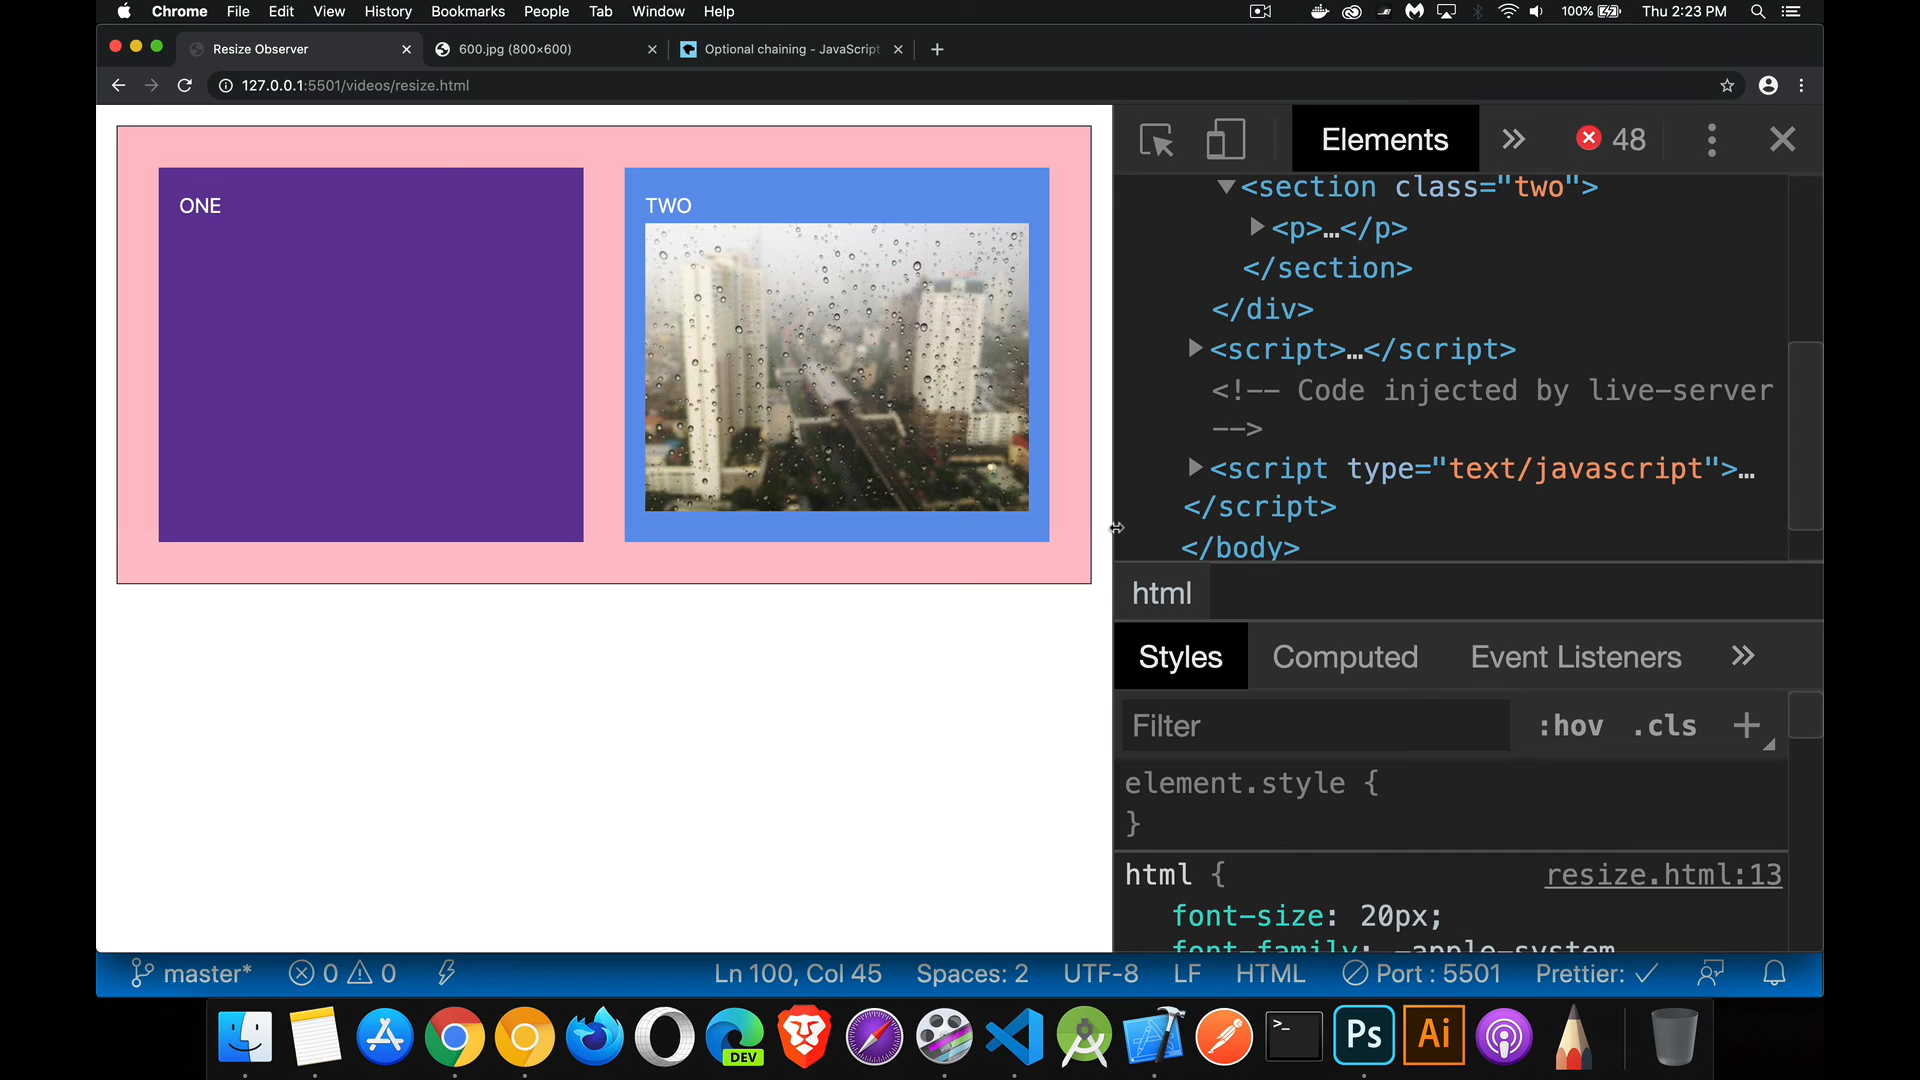 Chrome File Edit View History Bookmarks People Tab Window Help 100% Thu 2:23 PM
Resize Observer 600.jpg (800×600) Optional chaining - JavaScript
127.0.0.1:5501/videos/resize.html
ONE
TWO
Elements 48
<section class="two">
<p>…</p>
</section>
</div>
<script>…</script>
<!-- Code injected by live-server
-->
<script type="text/javascript">…
</script>
</body>
html
Styles Computed Event Listeners
Filter :hov .cls
element.style {
}
html { resize.html:13
font-size: 20px;
font-family: -apple-system
master* 0 0 Ln 100, Col 45 Spaces: 2 UTF-8 LF HTML Port : 5501 Prettier:
DEV
>_
Ps
Ai